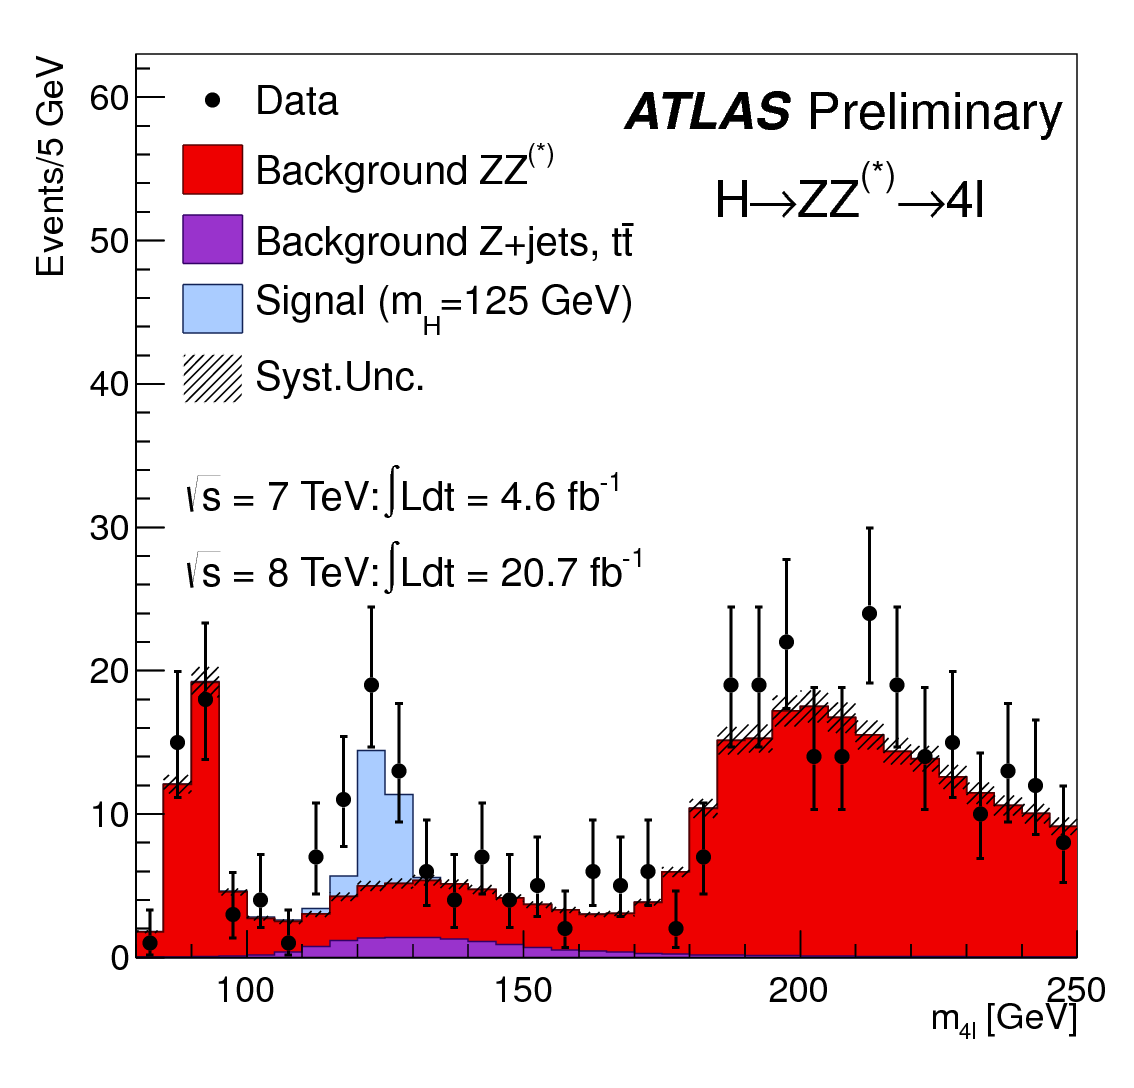 Events/5 GeV
60
50
40
30
20
10
0
Data
Background ZZ(*)
Background Z+jets, tt̄
Signal (mH=125 GeV)
Syst.Unc.
ATLAS Preliminary
H→ZZ(*)→4l
√s = 7 TeV:∫Ldt = 4.6 fb-1
√s = 8 TeV:∫Ldt = 20.7 fb-1
100 150 200 250
m4l [GeV]